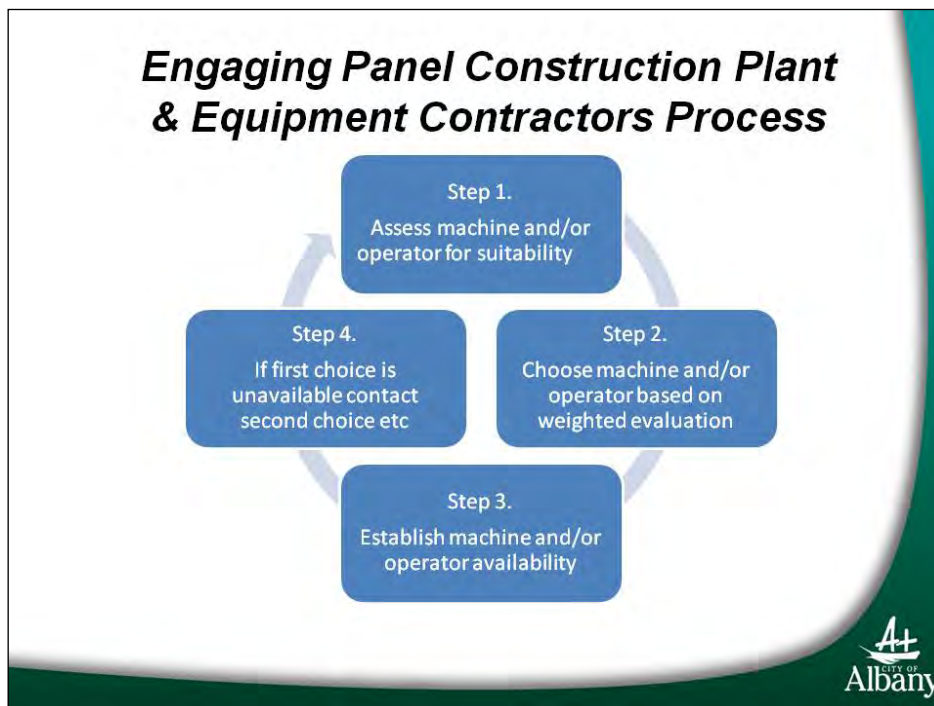 Engaging Panel Construction Plant
& Equipment Contractors Process
Step 1.
Assess machine and/or
operator for suitability
Step 2.
Choose machine and/or
operator based on
weighted evaluation
Step 3.
Establish machine and/or
operator availability
Step 4.
If first choice is
unavailable contact
second choice etc
A+
CITY OF
Albany